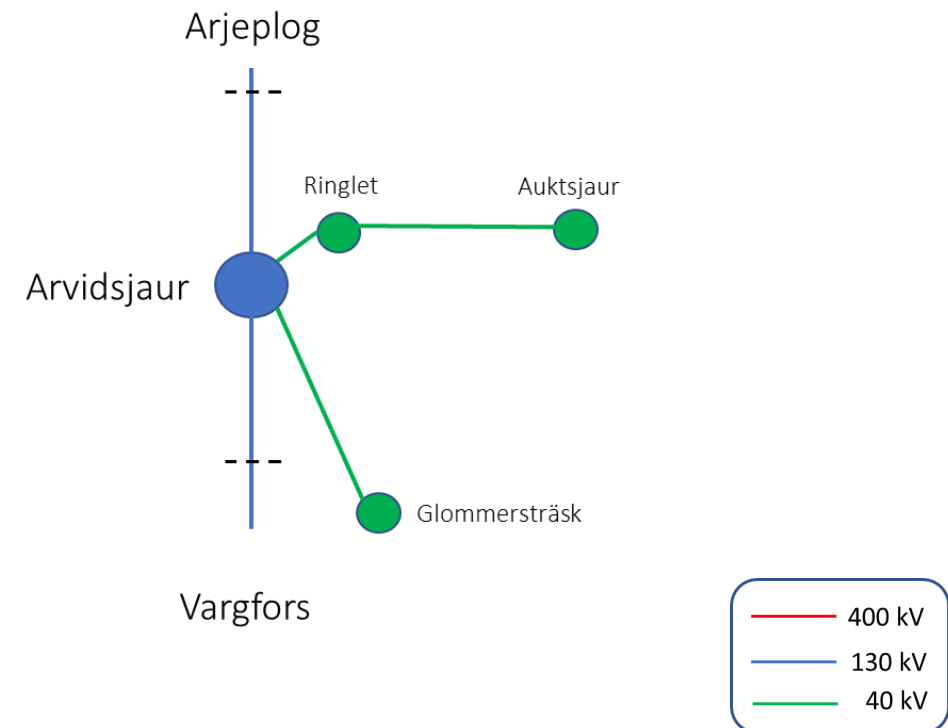 Arjeplog
Ringlet
Auktsjaur
Arvidsjaur
Glommersträsk
Vargfors
400 kV
130 kV
40 kV